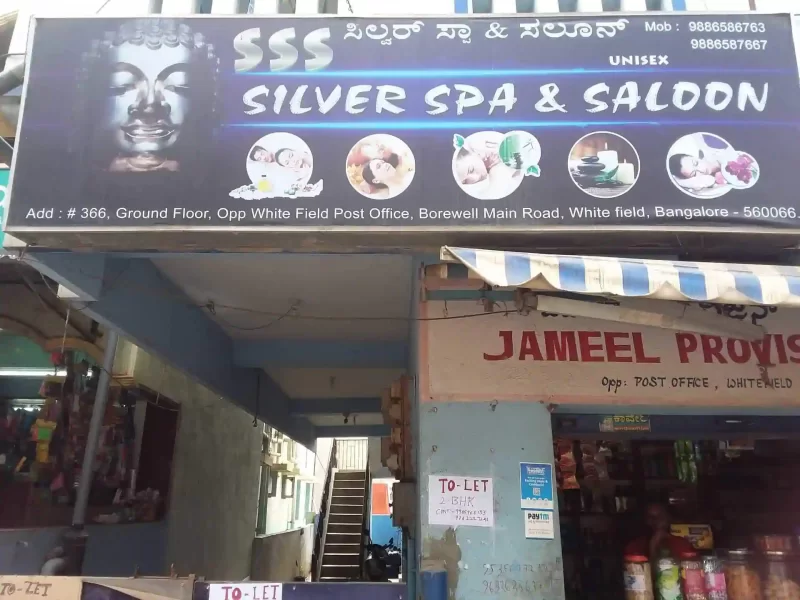 SSS ಸಿಲ್ವರ್ ಸ್ಪಾ & ಸಲೂನ್ Mob : 9886586763
9886587667
UNISEX
SILVER SPA & SALOON
Add : # 366, Ground Floor, Opp White Field Post Office, Borewell Main Road, White field, Bangalore - 560066.
JAMEEL PROVIS
Opp: POST OFFICE, WHITEFIELD
TO-LET
2-BHK
Paytm
TO-LET
TO-LET